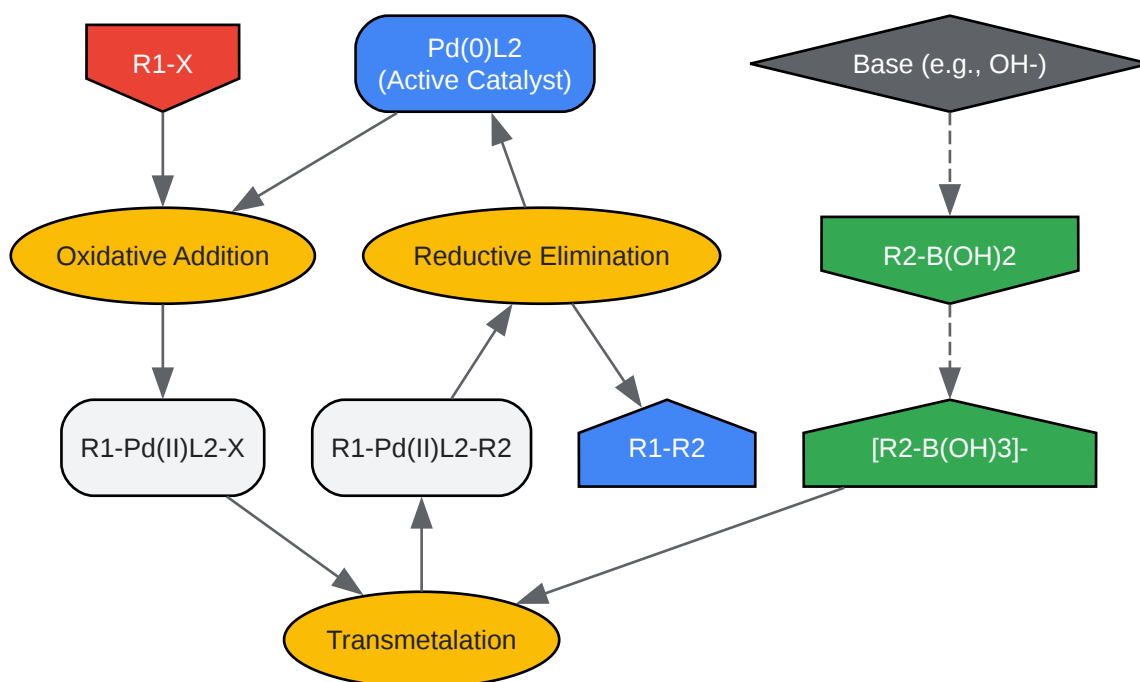 R1-X
Pd(0)L2
(Active Catalyst)
Base (e.g., OH-)
Oxidative Addition
Reductive Elimination
R2-B(OH)2
R1-Pd(II)L2-X
R1-Pd(II)L2-R2
R1-R2
[R2-B(OH)3]-
Transmetalation